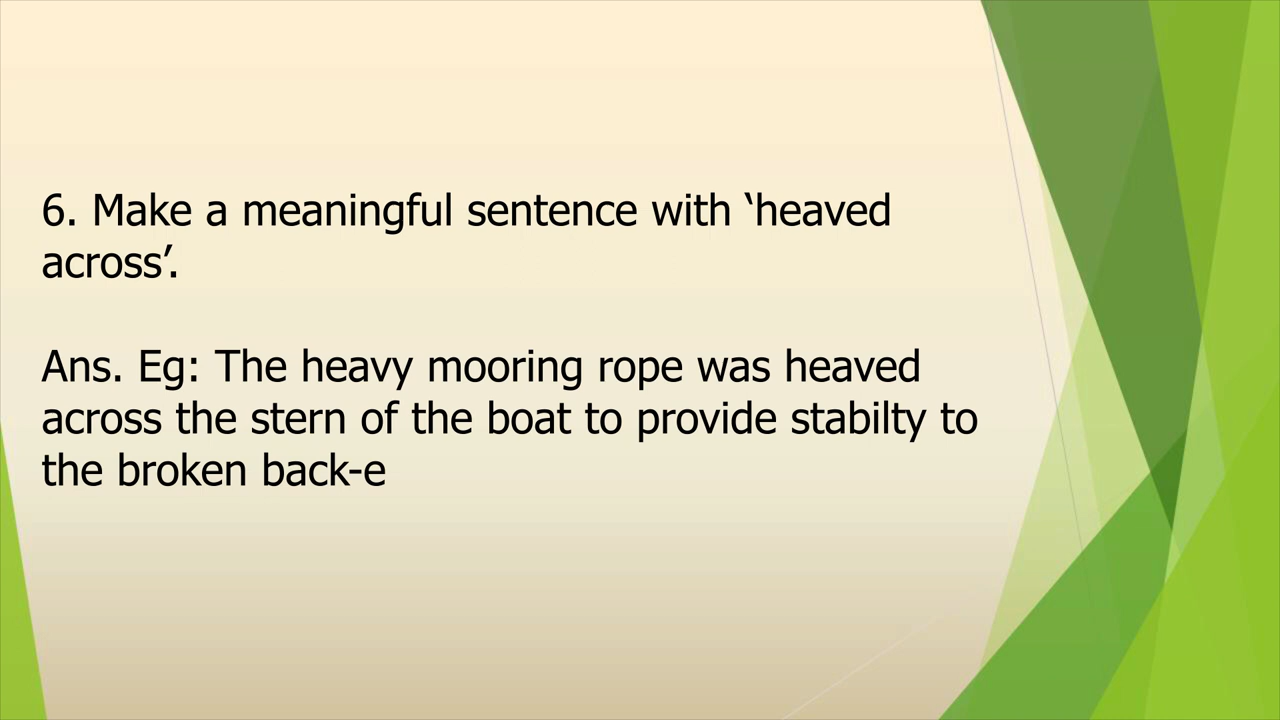 6. Make a meaningful sentence with ‘heaved
across’.
Ans. Eg: The heavy mooring rope was heaved
across the stern of the boat to provide stabilty to
the broken back-e